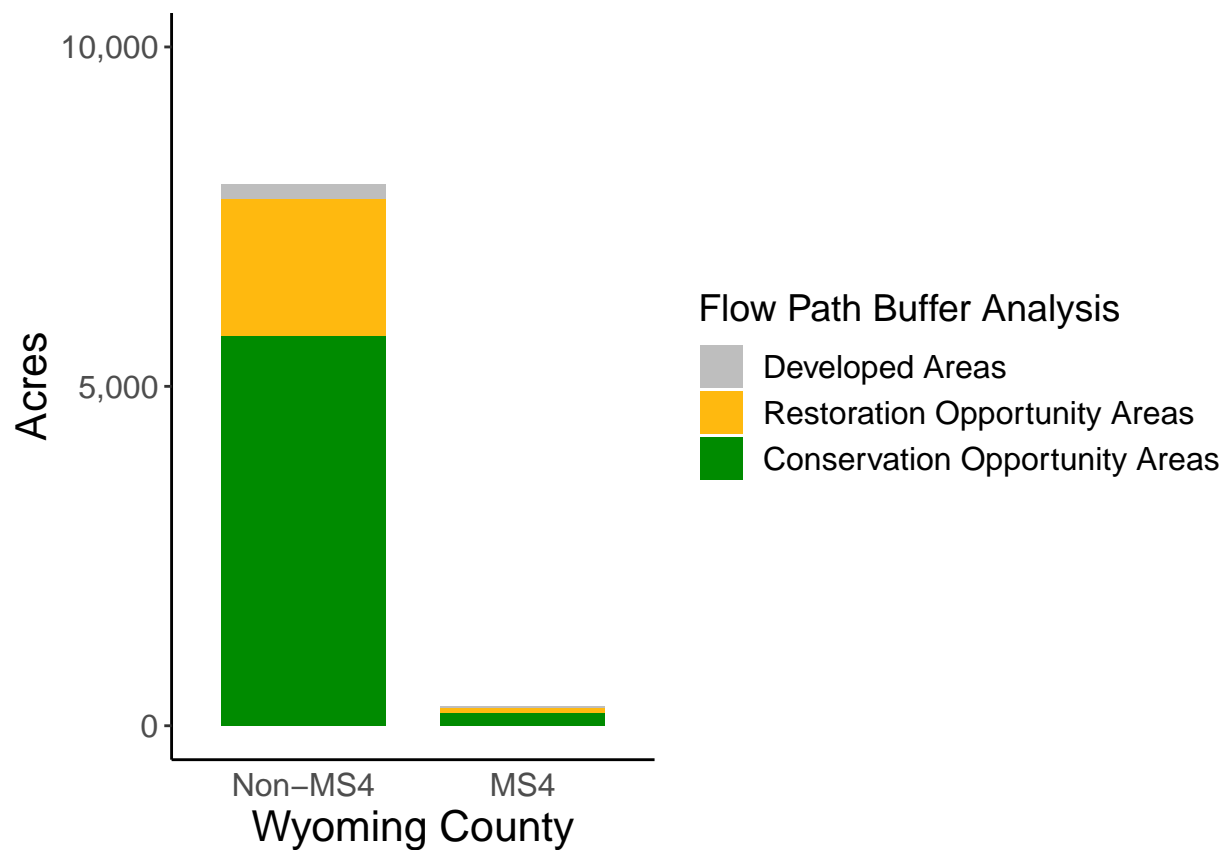 10,000
5,000
0
Acres
Non−MS4
MS4
Wyoming County
Flow Path Buffer Analysis
Developed Areas
Restoration Opportunity Areas
Conservation Opportunity Areas